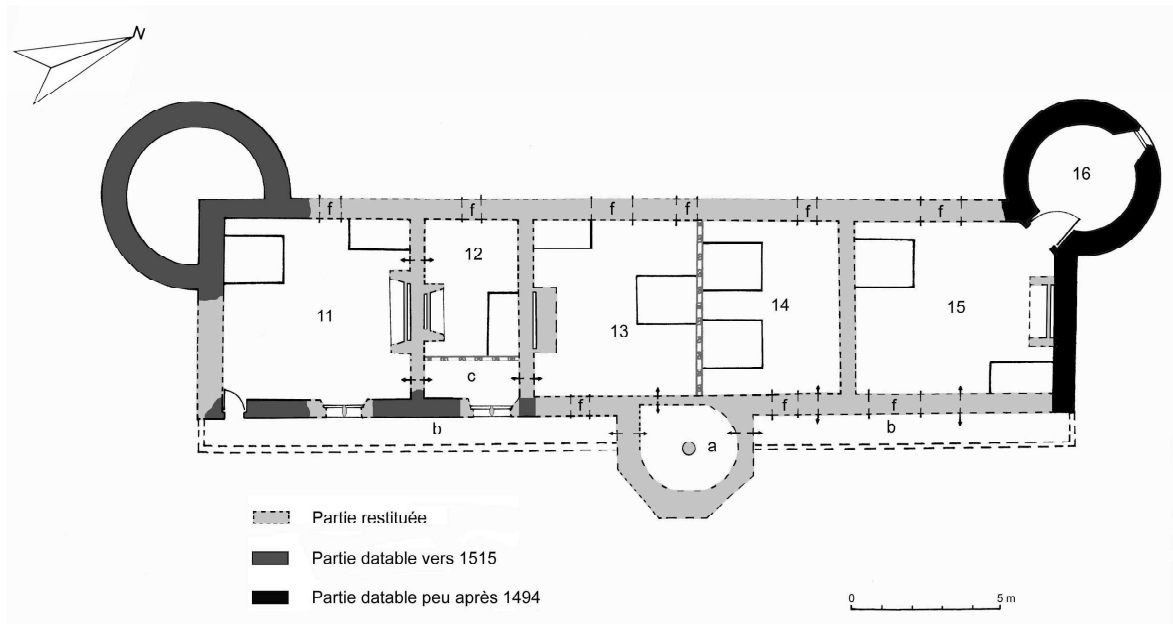 N
16
f f f f f f
12
11
13
14
15
c
f f f
b b
a
Partie restituée
Partie datable vers 1515
Partie datable peu après 1494
0 5 m